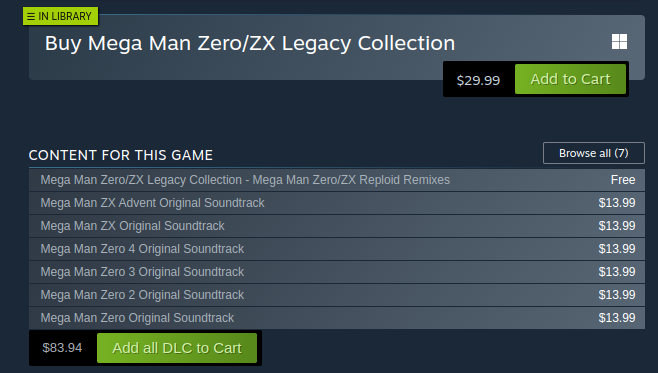 IN LIBRARY
Buy Mega Man Zero/ZX Legacy Collection
$29.99 Add to Cart
CONTENT FOR THIS GAME Browse all (7)
Mega Man Zero/ZX Legacy Collection - Mega Man Zero/ZX Reploid Remixes Free
Mega Man ZX Advent Original Soundtrack $13.99
Mega Man ZX Original Soundtrack $13.99
Mega Man Zero 4 Original Soundtrack $13.99
Mega Man Zero 3 Original Soundtrack $13.99
Mega Man Zero 2 Original Soundtrack $13.99
Mega Man Zero Original Soundtrack $13.99
$83.94 Add all DLC to Cart